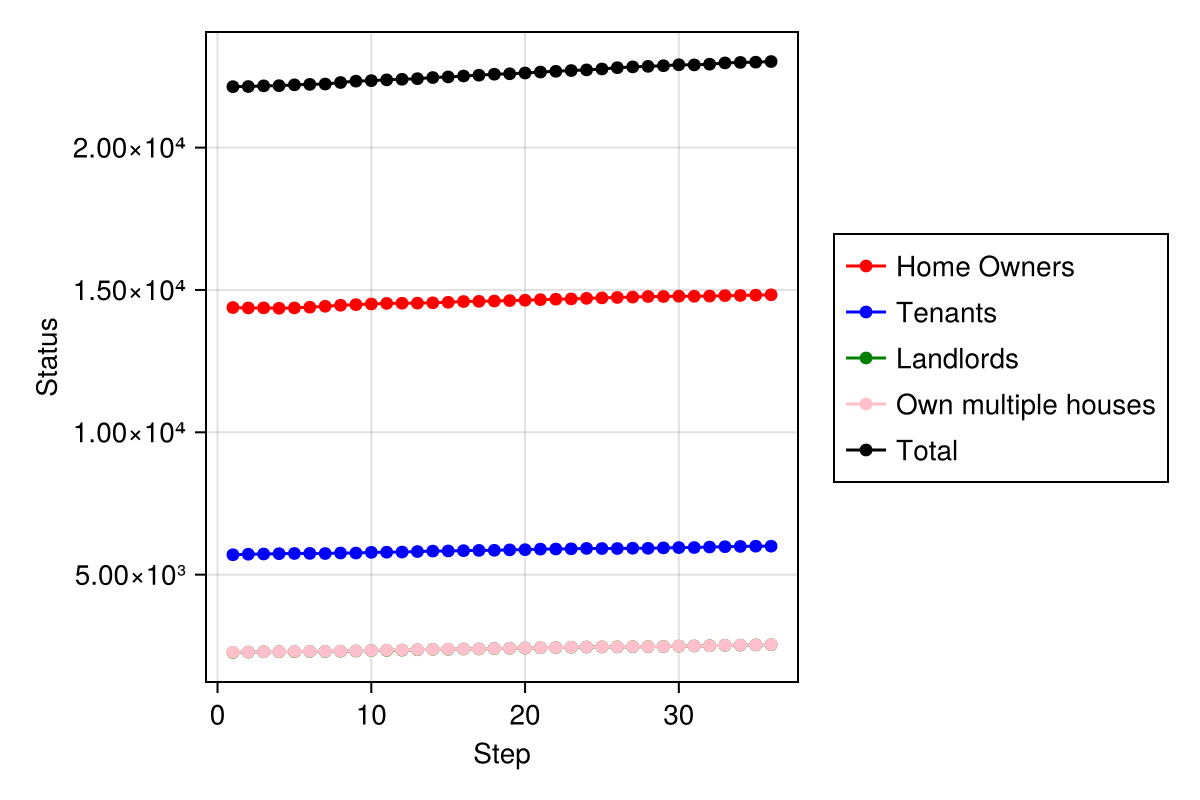 2.00×10⁴
1.50×10⁴
1.00×10⁴
5.00×10³
Status
0 10 20 30
Step
Home Owners
Tenants
Landlords
Own multiple houses
Total